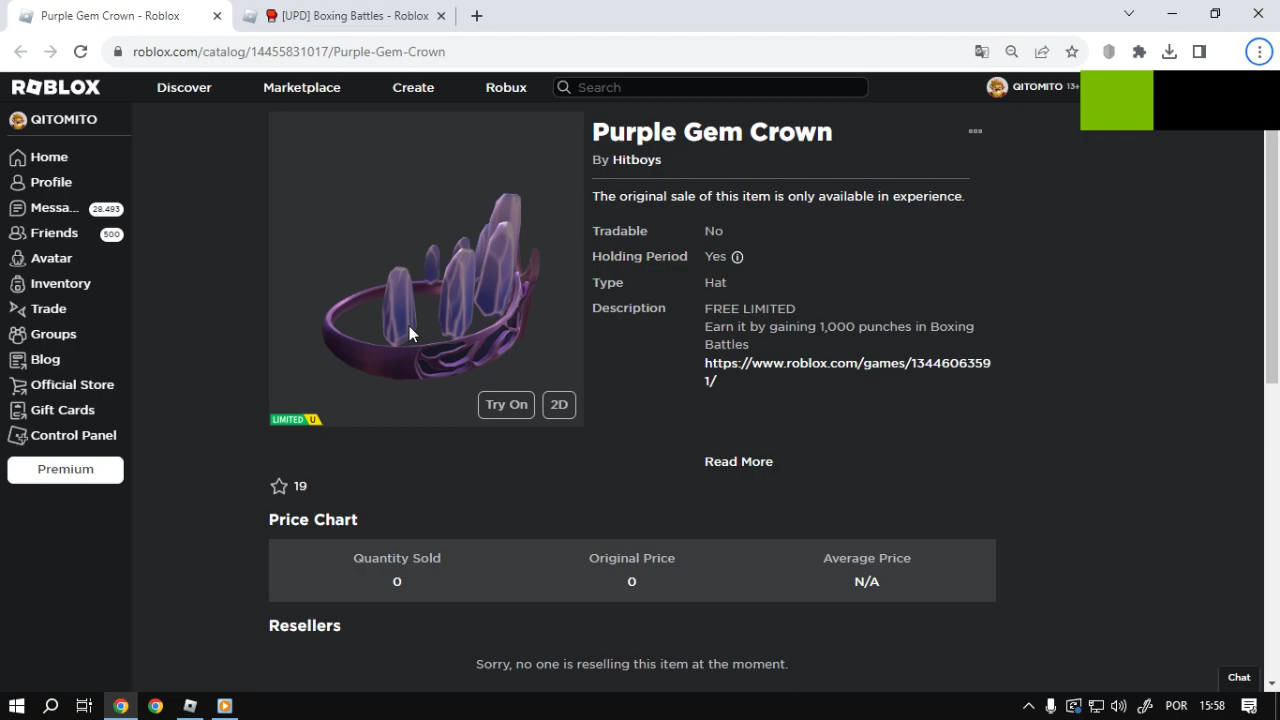 Purple Gem Crown - Roblox
[UPD] Boxing Battles - Roblox
roblox.com/catalog/14455831017/Purple-Gem-Crown
ROBLOX
Discover
Marketplace
Create
Robux
Search
QITOMITO 13+
QITOMITO
Home
Profile
Messa... 28.493
Friends 500
Avatar
Inventory
Trade
Groups
Blog
Official Store
Gift Cards
Control Panel
Premium
LIMITED U
Try On
2D
19
Purple Gem Crown
By Hitboys
The original sale of this item is only available in experience.
Tradable No
Holding Period Yes
Type Hat
Description FREE LIMITED
Earn it by gaining 1,000 punches in Boxing
Battles
https://www.roblox.com/games/1344606359
1/
Read More
Price Chart
Quantity Sold Original Price Average Price
0 0 N/A
Resellers
Sorry, no one is reselling this item at the moment.
Chat
POR 15:58